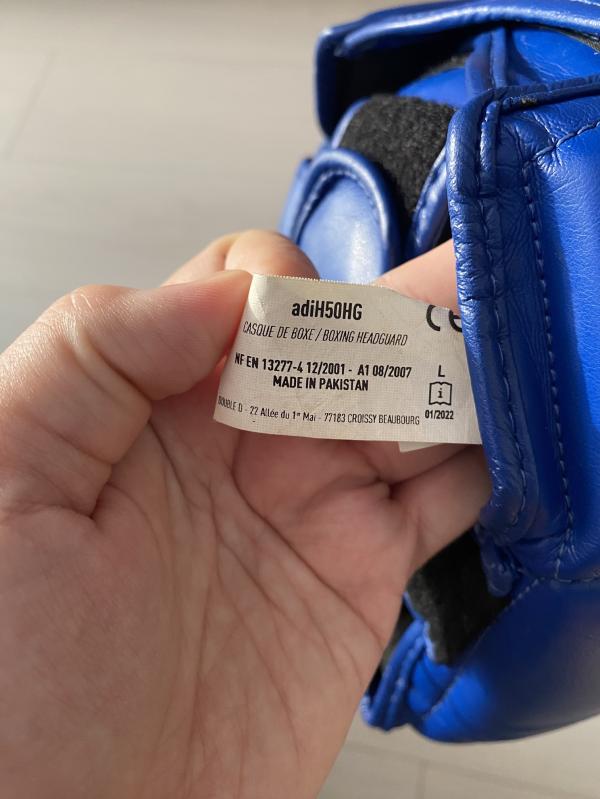 adiH50HG
CASQUE DE BOXE / BOXING HEADGUARD
NF EN 13277-4 12/2001 - A1 08/2007
MADE IN PAKISTAN
DOUBLE D - 22 Allée du 1er Mai - 77183 CROISSY BEAUBOURG
CE
L
i
01/2022